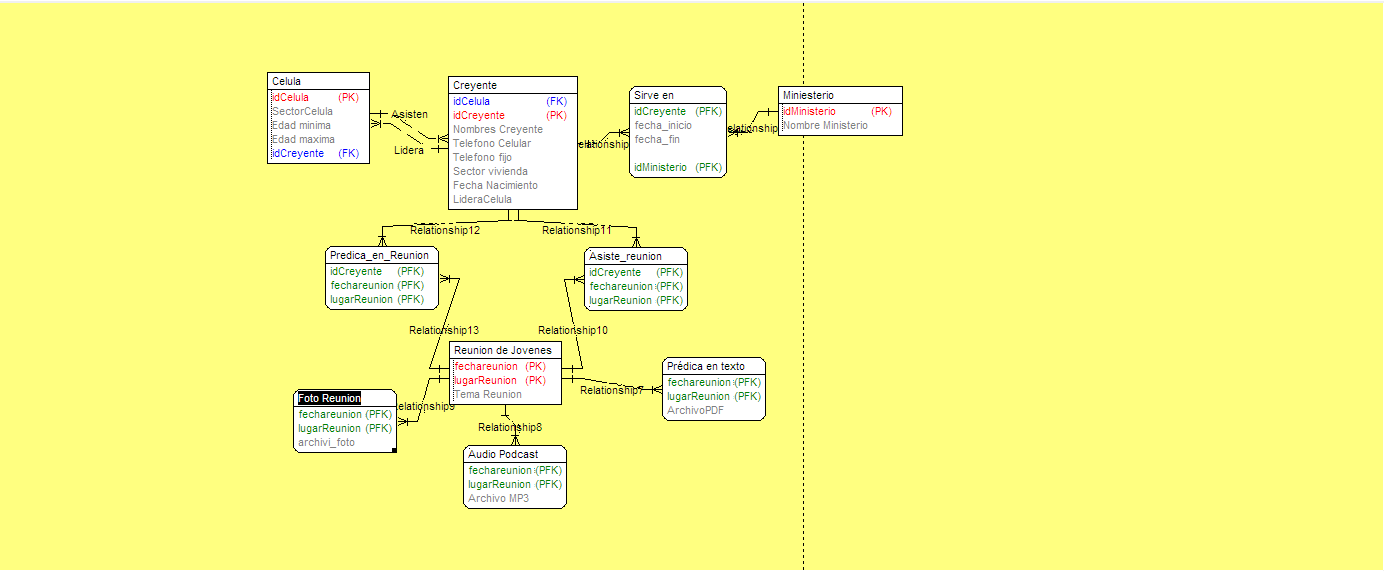 Celula
idCelula (PK)
SectorCelula
Edad minima
Edad maxima
idCreyente (FK)
Asisten
Lidera
Creyente
idCelula (FK)
idCreyente (PK)
Nombres Creyente
Telefono Celular
Telefono fijo
Sector vivienda
Fecha Nacimiento
LideraCelula
elationship
Sirve en
idCreyente (PFK)
fecha_inicio
fecha_fin
idMinisterio (PFK)
elationship
Miniesterio
idMinisterio (PK)
Nombre Ministerio
Relationship12
Relationship11
Predica_en_Reunion
idCreyente (PFK)
fechareunion (PFK)
lugarReunion (PFK)
Asiste_reunion
idCreyente (PFK)
fechareunion (PFK)
lugarReunion (PFK)
Relationship13
Relationship10
Reunion de Jovenes
fechareunion (PK)
lugarReunion (PK)
Tema Reunion
Prédica en texto
fechareunion (PFK)
lugarReunion (PFK)
ArchivoPDF
Relationship7
Foto Reunion
fechareunion (PFK)
lugarReunion (PFK)
archivi_foto
elationship9
Relationship8
Audio Podcast
fechareunion (PFK)
lugarReunion (PFK)
Archivo MP3